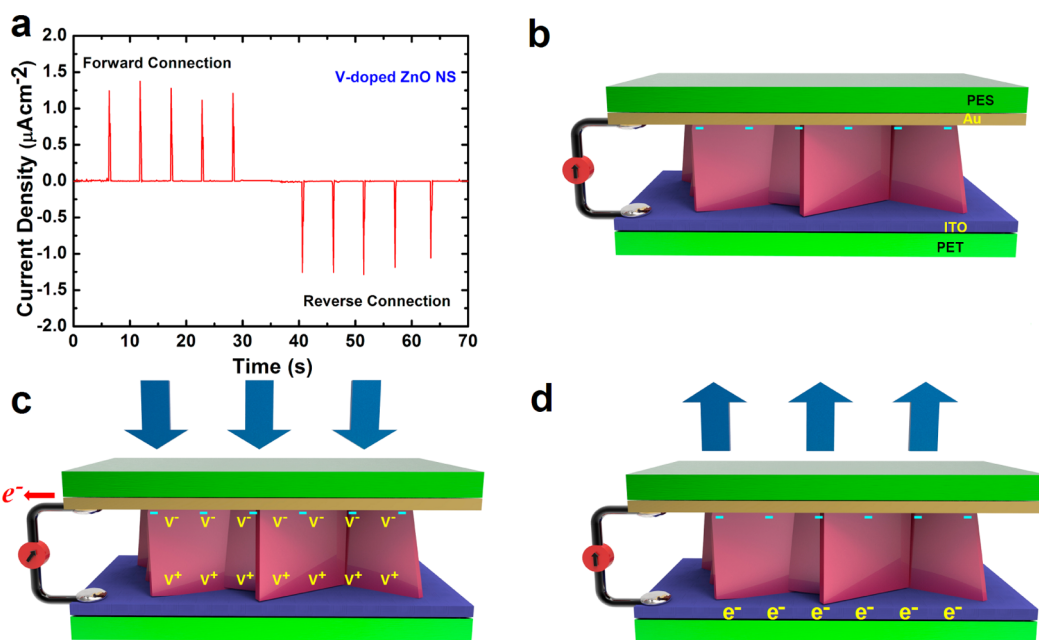 a
2.0
1.5
1.0
0.5
0.0
-0.5
-1.0
-1.5
-2.0
Current Density (μAcm-2)
Forward Connection
V-doped ZnO NS
Reverse Connection
0 10 20 30 40 50 60 70
Time (s)
b
PES
Au
ITO
PET
c
e-
V- V- V- V- V- V- V-
V+ V+ V+ V+ V+ V+ V+
d
e- e- e- e- e- e-